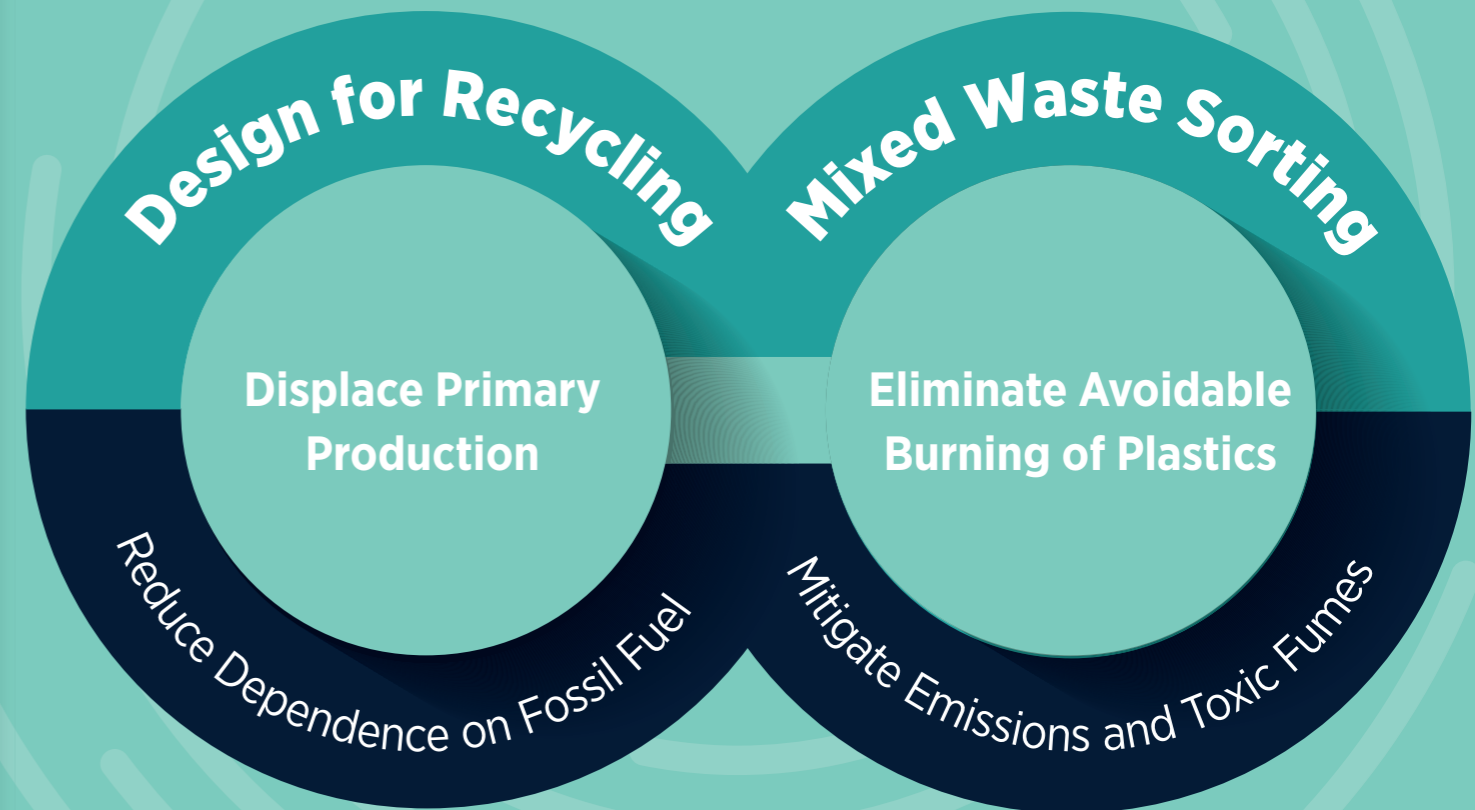 Design for Recycling
Displace Primary
Production
Reduce Dependence on Fossil Fuel
Mixed Waste Sorting
Eliminate Avoidable
Burning of Plastics
Mitigate Emissions and Toxic Fumes